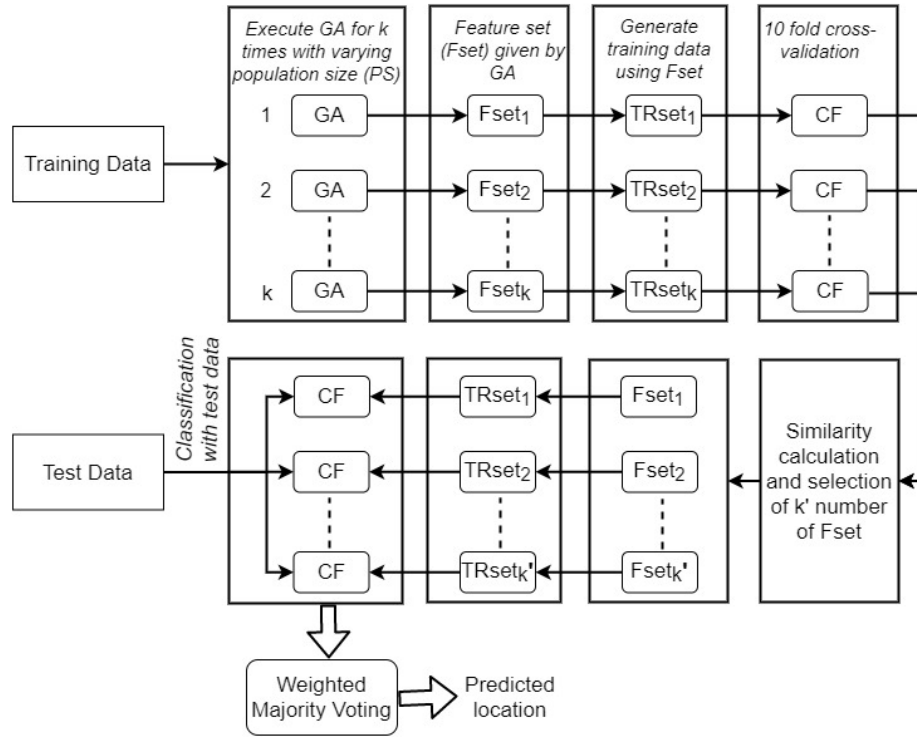 Execute GA for k
times with varying
population size (PS)
Feature set
(Fset) given by
GA
Generate
training data
using Fset
10 fold cross-
validation
Training Data
1
GA
Fset₁
TRset₁
CF
2
GA
Fset₂
TRset₂
CF
k
GA
Fsetₖ
TRsetₖ
CF
Test Data
Classification
with test data
CF
TRset₁
Fset₁
CF
TRset₂
Fset₂
CF
TRsetₖ'
Fsetₖ'
Similarity
calculation
and selection
of k' number
of Fset
Weighted
Majority Voting
Predicted
location